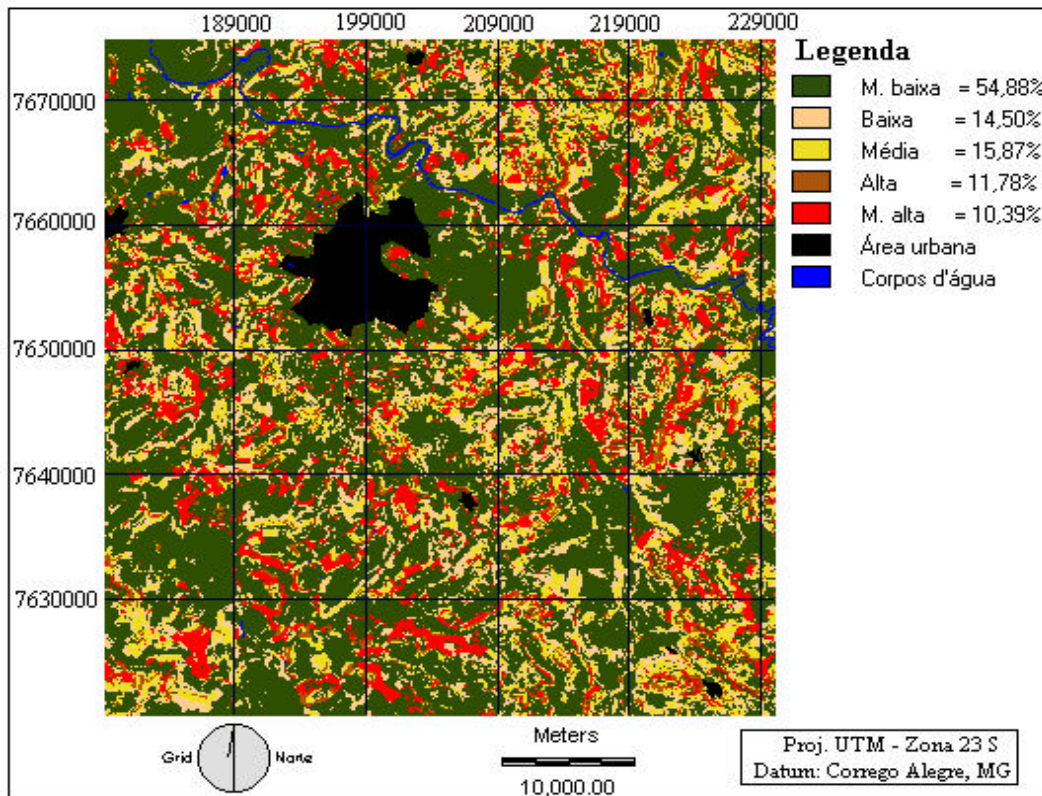 189000 199000 209000 219000 229000
Legenda
M. baixa = 54,88%
Baixa = 14,50%
Média = 15,87%
Alta = 11,78%
M. alta = 10,39%
Área urbana
Corpos d'água
7670000
7660000
7650000
7640000
7630000
Grid Norte
Meters
10,000.00
Proj. UTM - Zona 23 S
Datum: Corrego Alegre, MG